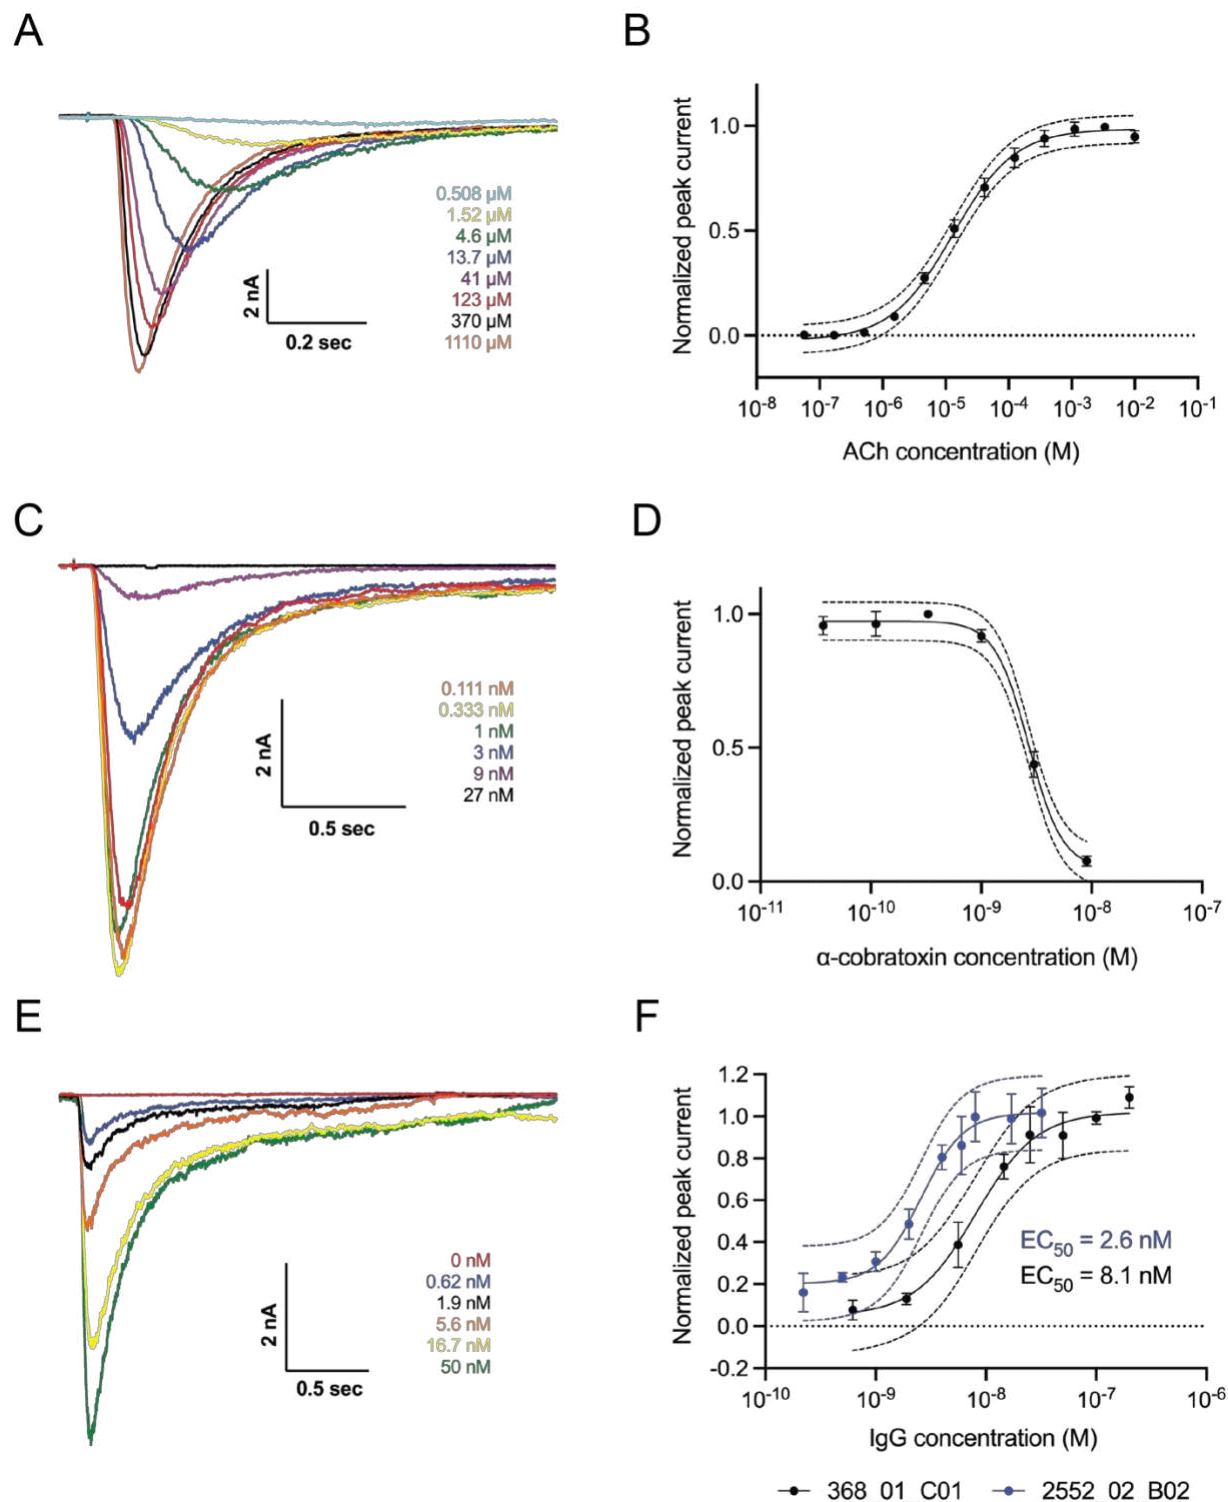 A
0.508 µM
1.52 µM
4.6 µM
13.7 µM
41 µM
123 µM
370 µM
1110 µM
2 nA
0.2 sec
B
Normalized peak current
1.0
0.5
0.0
10-8
10-7
10-6
10-5
10-4
10-3
10-2
10-1
ACh concentration (M)
C
0.111 nM
0.333 nM
1 nM
3 nM
9 nM
27 nM
2 nA
0.5 sec
D
Normalized peak current
1.0
0.5
0.0
10-11
10-10
10-9
10-8
10-7
α-cobratoxin concentration (M)
E
0 nM
0.62 nM
1.9 nM
5.6 nM
16.7 nM
50 nM
2 nA
0.5 sec
F
Normalized peak current
1.2
1.0
0.8
0.6
0.4
0.2
0.0
-0.2
EC50 = 2.6 nM
EC50 = 8.1 nM
10-10
10-9
10-8
10-7
10-6
IgG concentration (M)
368_01_C01
2552_02_B02